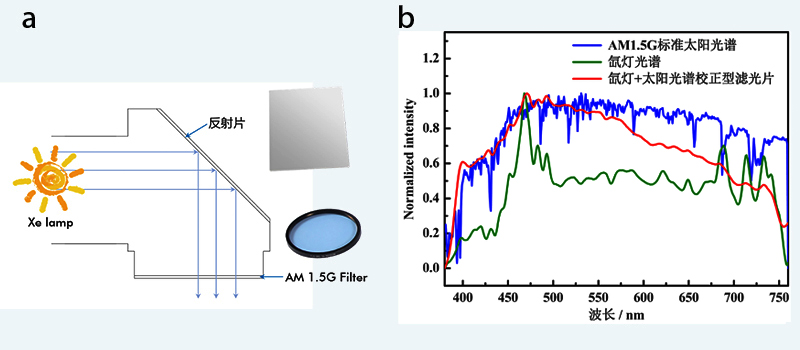 a
反射片
Xe lamp
AM 1.5G Filter
b
AM1.5G标准太阳光谱
氙灯光谱
氙灯+太阳光谱校正型滤光片
Normalized intensity
1.2
1.0
0.8
0.6
0.4
0.2
0.0
400 450 500 550 600 650 700 750
波长 / nm